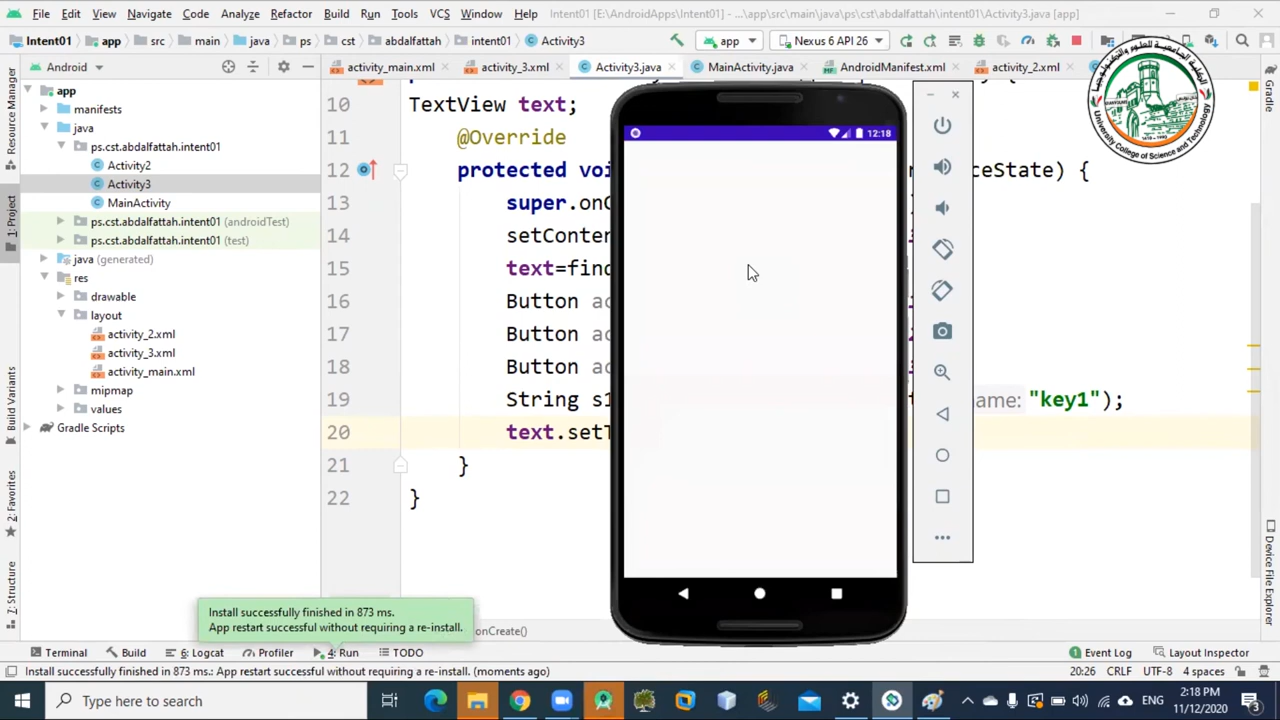 File Edit View Navigate Code Analyze Refactor Build Run Tools VCS Window Help Intent01 [E:\AndroidApps\Intent01] - ...\app\src\main\java\ps\cst\abdalfattah\intent01\Activity3.java [app]
Intent01 app src main java ps cst abdalfattah intent01 Activity3 app Nexus 6 API 26
Android activity_main.xml activity_3.xml Activity3.java MainActivity.java AndroidManifest.xml activity_2.xml
Resource Manager
1: Project
Build Variants
2: Favorites
7: Structure
app
manifests
java
ps.cst.abdalfattah.intent01
Activity2
Activity3
MainActivity
ps.cst.abdalfattah.intent01 (androidTest)
ps.cst.abdalfattah.intent01 (test)
java (generated)
res
drawable
layout
activity_2.xml
activity_3.xml
activity_main.xml
mipmap
values
Gradle Scripts
10 TextView text;
11 @Override
12 protected voi ceState) {
13 super.onC
14 setConten
15 text=find
16 Button ac
17 Button ac
18 Button ac
19 String s1 ame: "key1");
20 text.setT
21 }
22 }
12:18
University College of Science and Technology
Gradle
Device File Explorer
Install successfully finished in 873 ms.
App restart successful without requiring a re-install.
onCreate()
Terminal Build 6: Logcat Profiler 4: Run TODO Event Log Layout Inspector
Install successfully finished in 873 ms.: App restart successful without requiring a re-install. (moments ago) 20:26 CRLF UTF-8 4 spaces
Type here to search ENG 2:18 PM
11/12/2020 3